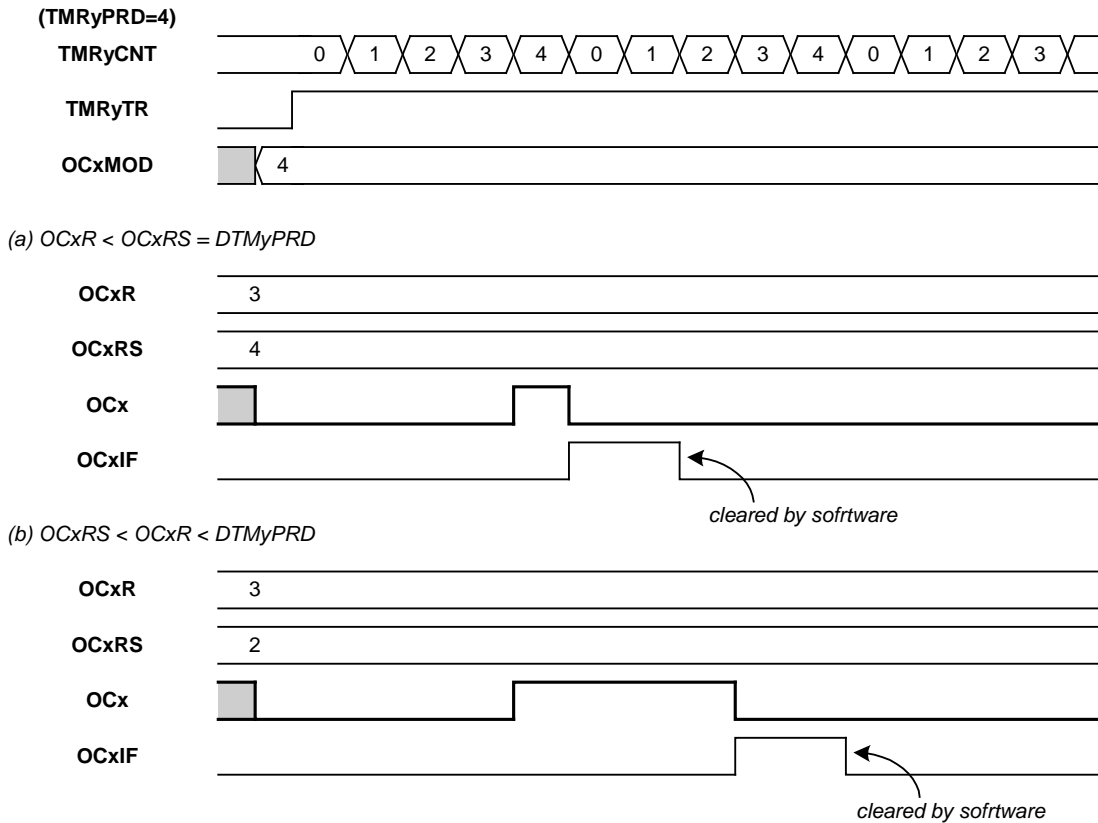 (TMRyPRD=4)
TMRyCNT 0 1 2 3 4 0 1 2 3 4 0 1 2 3
TMRyTR
OCxMOD 4
(a) OCxR < OCxRS = DTMyPRD
OCxR 3
OCxRS 4
OCx
OCxIF
cleared by sofrtware
(b) OCxRS < OCxR < DTMyPRD
OCxR 3
OCxRS 2
OCx
OCxIF
cleared by sofrtware